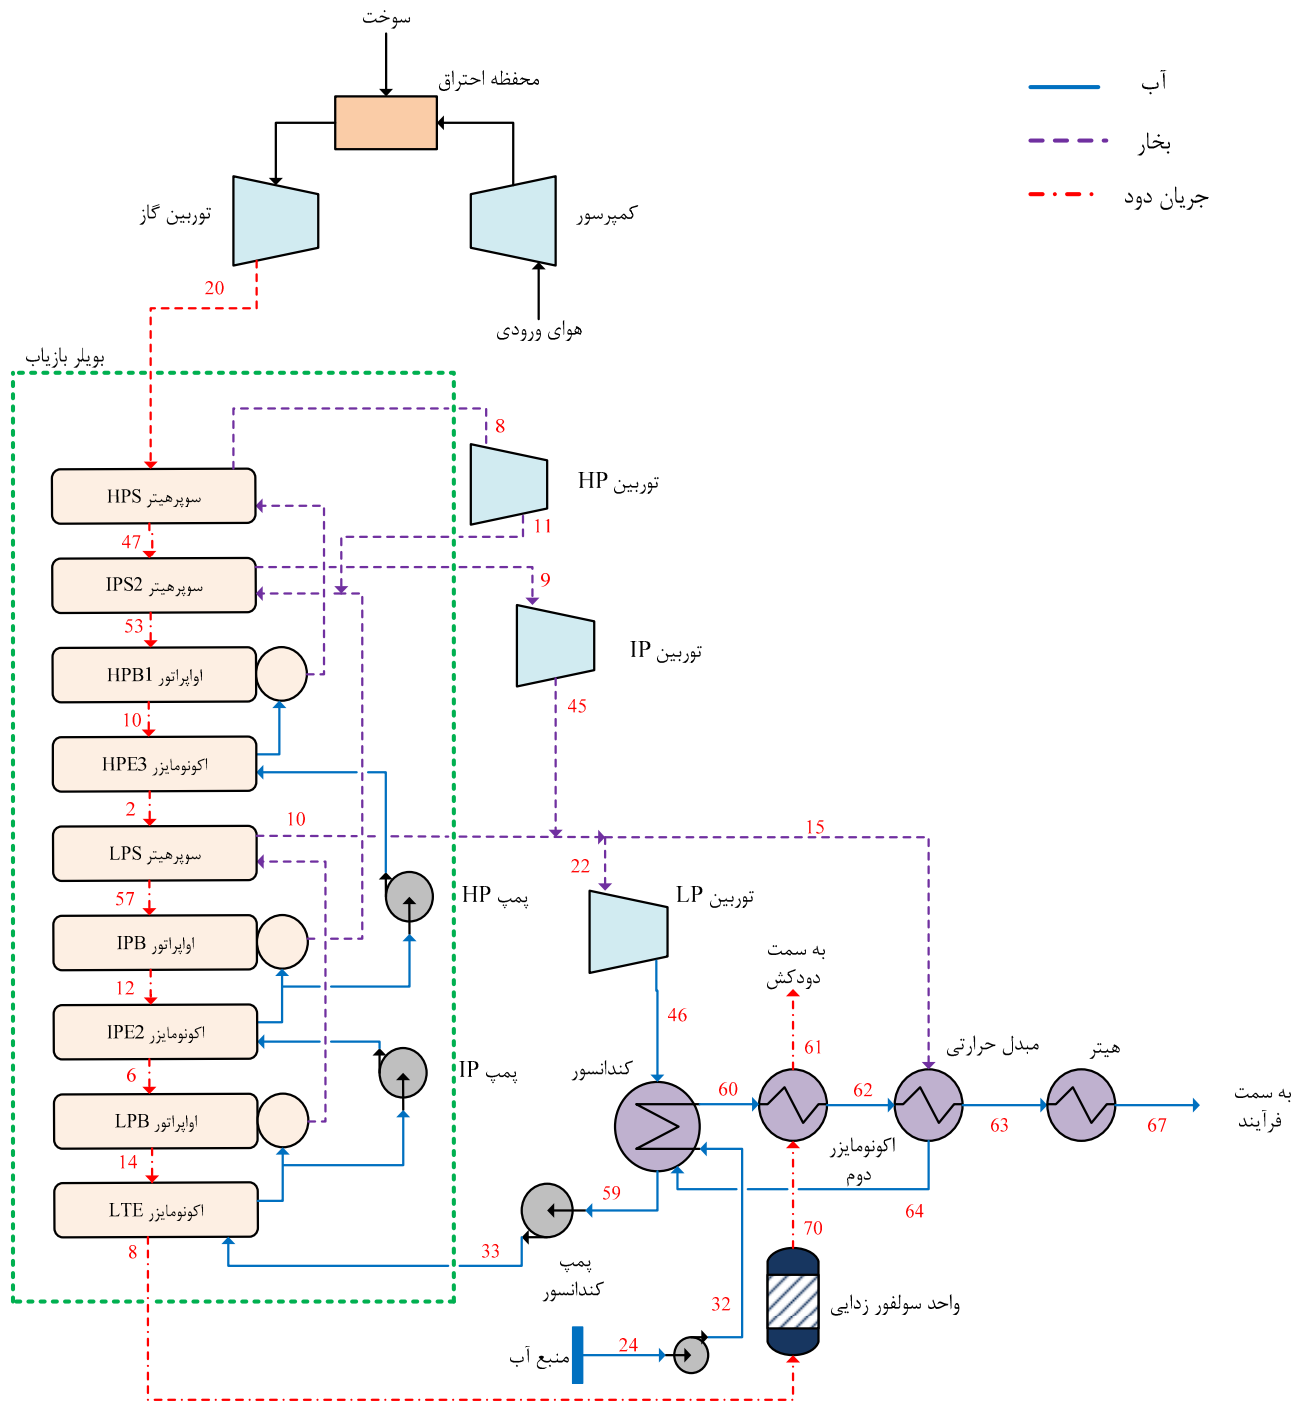 سوخت
محفظه احتراق
آب
بخار
جریان دود
توربین گاز
کمپرسور
20
هوای ورودی
بویلر بازیاب
8
سوپرهیتر HPS
توربین HP
11
47
سوپرهیتر IPS2
9
53
توربین IP
اواپراتور HPB1
45
10
اکونومایزر HPE3
2
10
15
سوپرهیتر LPS
22
57
پمپ HP
توربین LP
اواپراتور IPB
به سمت
دودکش
12
46
اکونومایزر IPE2
61
مبدل حرارتی
هیتر
کندانسور
6
پمپ IP
60
62
63
67
به سمت
فرآیند
اواپراتور LPB
14
اکونومایزر
دوم
59
64
اکونومایزر LTE
8
33
70
پمپ
کندانسور
32
واحد سولفور زدایی
24
منبع آب